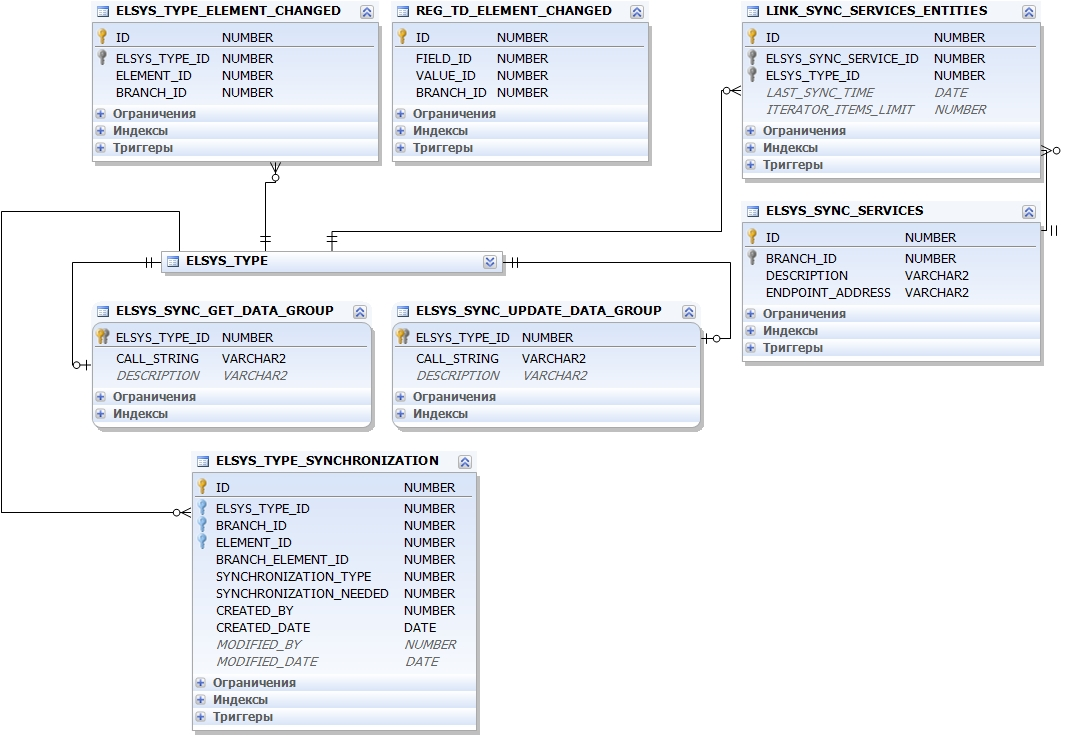 ELSYS_TYPE_ELEMENT_CHANGED
ID NUMBER
ELSYS_TYPE_ID NUMBER
ELEMENT_ID NUMBER
BRANCH_ID NUMBER
Ограничения
Индексы
Триггеры
REG_TD_ELEMENT_CHANGED
ID NUMBER
FIELD_ID NUMBER
VALUE_ID NUMBER
BRANCH_ID NUMBER
Ограничения
Индексы
Триггеры
LINK_SYNC_SERVICES_ENTITIES
ID NUMBER
ELSYS_SYNC_SERVICE_ID NUMBER
ELSYS_TYPE_ID NUMBER
LAST_SYNC_TIME DATE
ITERATOR_ITEMS_LIMIT NUMBER
Ограничения
Индексы
Триггеры
ELSYS_SYNC_SERVICES
ID NUMBER
BRANCH_ID NUMBER
DESCRIPTION VARCHAR2
ENDPOINT_ADDRESS VARCHAR2
Ограничения
Индексы
Триггеры
ELSYS_TYPE
ELSYS_SYNC_GET_DATA_GROUP
ELSYS_TYPE_ID NUMBER
CALL_STRING VARCHAR2
DESCRIPTION VARCHAR2
Ограничения
Индексы
ELSYS_SYNC_UPDATE_DATA_GROUP
ELSYS_TYPE_ID NUMBER
CALL_STRING VARCHAR2
DESCRIPTION VARCHAR2
Ограничения
Индексы
ELSYS_TYPE_SYNCHRONIZATION
ID NUMBER
ELSYS_TYPE_ID NUMBER
BRANCH_ID NUMBER
ELEMENT_ID NUMBER
BRANCH_ELEMENT_ID NUMBER
SYNCHRONIZATION_TYPE NUMBER
SYNCHRONIZATION_NEEDED NUMBER
CREATED_BY NUMBER
CREATED_DATE DATE
MODIFIED_BY NUMBER
MODIFIED_DATE DATE
Ограничения
Индексы
Триггеры